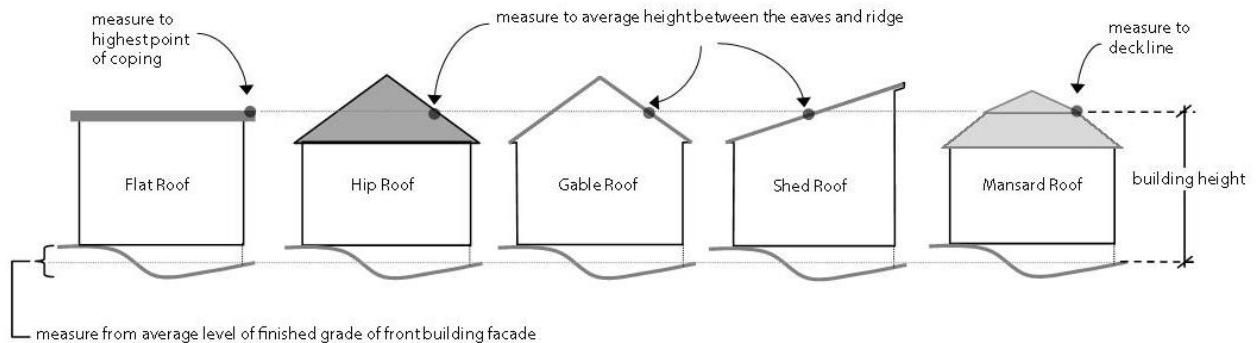 measure to
highest point
of coping
measure to average height between the eaves and ridge
measure to
deck line
Flat Roof
Hip Roof
Gable Roof
Shed Roof
Mansard Roof
building height
measure from average level of finished grade of front building facade